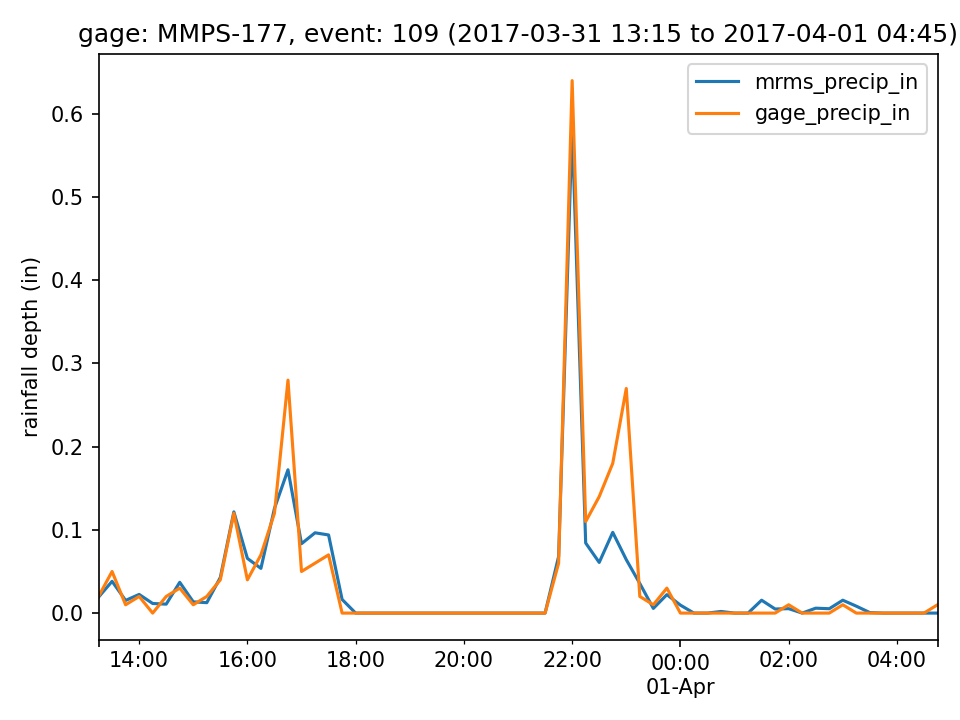 gage: MMPS-177, event: 109 (2017-03-31 13:15 to 2017-04-01 04:45)
mrms_precip_in
gage_precip_in
rainfall depth (in)
0.6
0.5
0.4
0.3
0.2
0.1
0.0
14:00 16:00 18:00 20:00 22:00 00:00 02:00 04:00
01-Apr